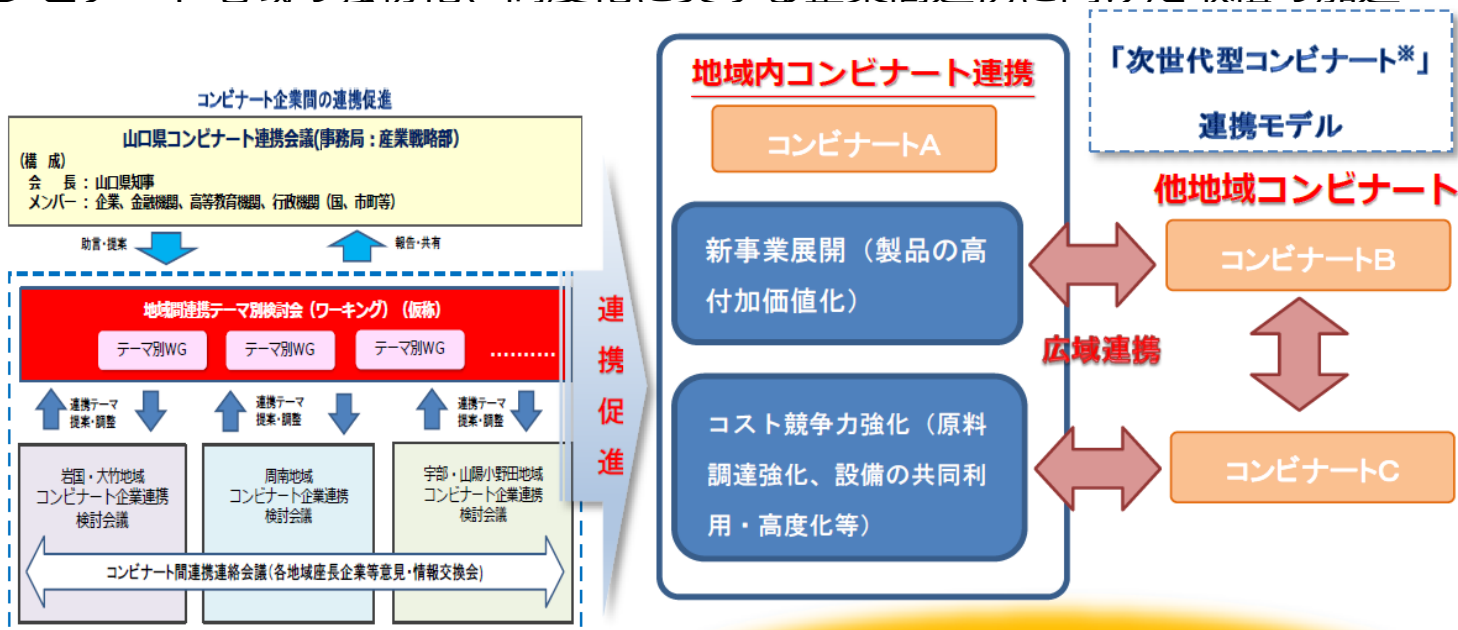 コンビナート企業間の連携促進
山口県コンビナート連携会議(事務局:産業戦略部)
(構 成)
会 長:山口県知事
メンバー:企業、金融機関、高等教育機関、行政機関(国、市町等)
助言・提案
報告・共有
地域間連携テーマ別検討会(ワーキング)(仮称)
テーマ別WG
テーマ別WG
テーマ別WG
..........
連携テーマ
提案・調整
連携テーマ
提案・調整
連携テーマ
提案・調整
岩国・大竹地域
コンビナート企業連携
検討会議
周南地域
コンビナート企業連携
検討会議
宇部・山陽小野田地域
コンビナート企業連携
検討会議
コンビナート間連携連絡会議(各地域座長企業等意見・情報交換会)
連
携
促
進
地域内コンビナート連携
コンビナートA
新事業展開(製品の高
付加価値化)
コスト競争力強化(原料
調達強化、設備の共同利
用・高度化等)
広域連携
「次世代型コンビナート※」
連携モデル
他地域コンビナート
コンビナートB
コンビナートC